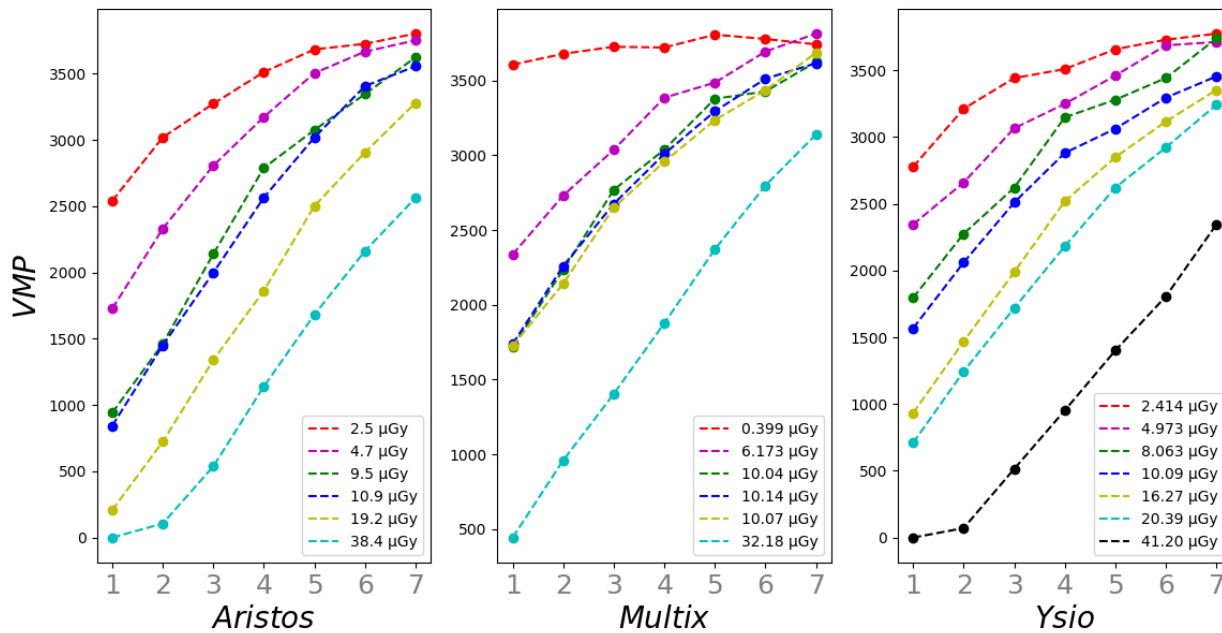 VMP
3500
3000
2500
2000
1500
1000
500
0
2.5 µGy
4.7 µGy
9.5 µGy
10.9 µGy
19.2 µGy
38.4 µGy
1 2 3 4 5 6 7
Aristos
3500
3000
2500
2000
1500
1000
500
0.399 µGy
6.173 µGy
10.04 µGy
10.14 µGy
10.07 µGy
32.18 µGy
1 2 3 4 5 6 7
Multix
3500
3000
2500
2000
1500
1000
500
0
2.414 µGy
4.973 µGy
8.063 µGy
10.09 µGy
16.27 µGy
20.39 µGy
41.20 µGy
1 2 3 4 5 6 7
Ysio